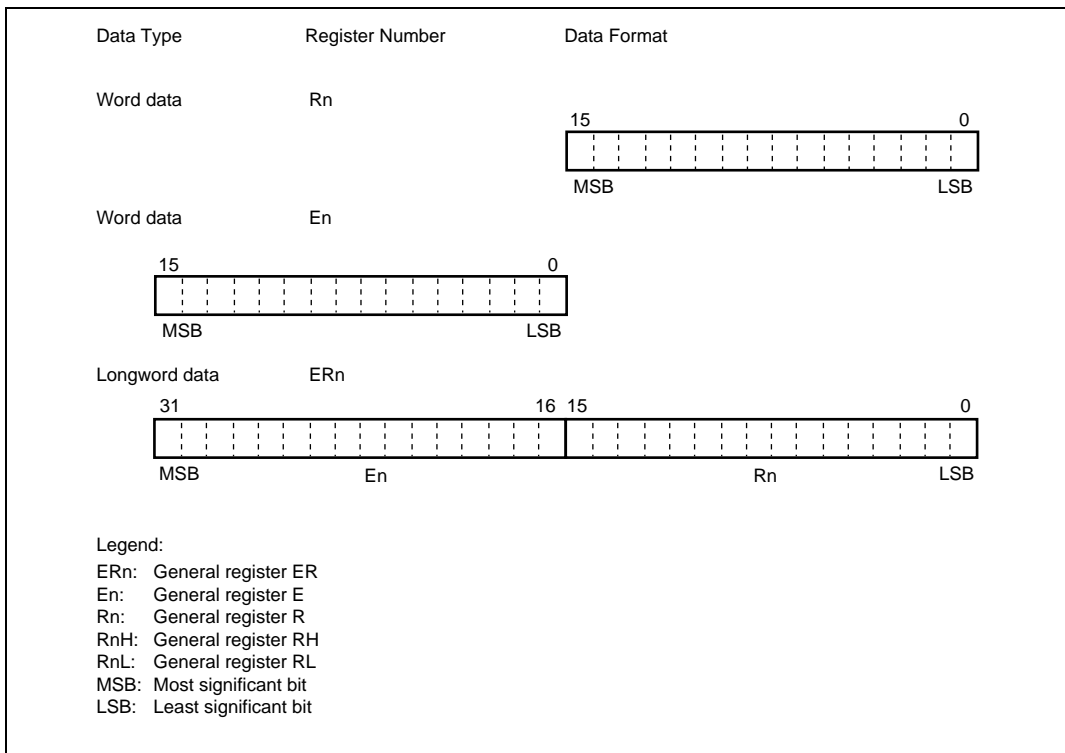 Data Type Register Number Data Format
Word data Rn
15 0
MSB LSB
Word data En
15 0
MSB LSB
Longword data ERn
31 16 15 0
MSB En Rn LSB
Legend:
ERn: General register ER
En: General register E
Rn: General register R
RnH: General register RH
RnL: General register RL
MSB: Most significant bit
LSB: Least significant bit